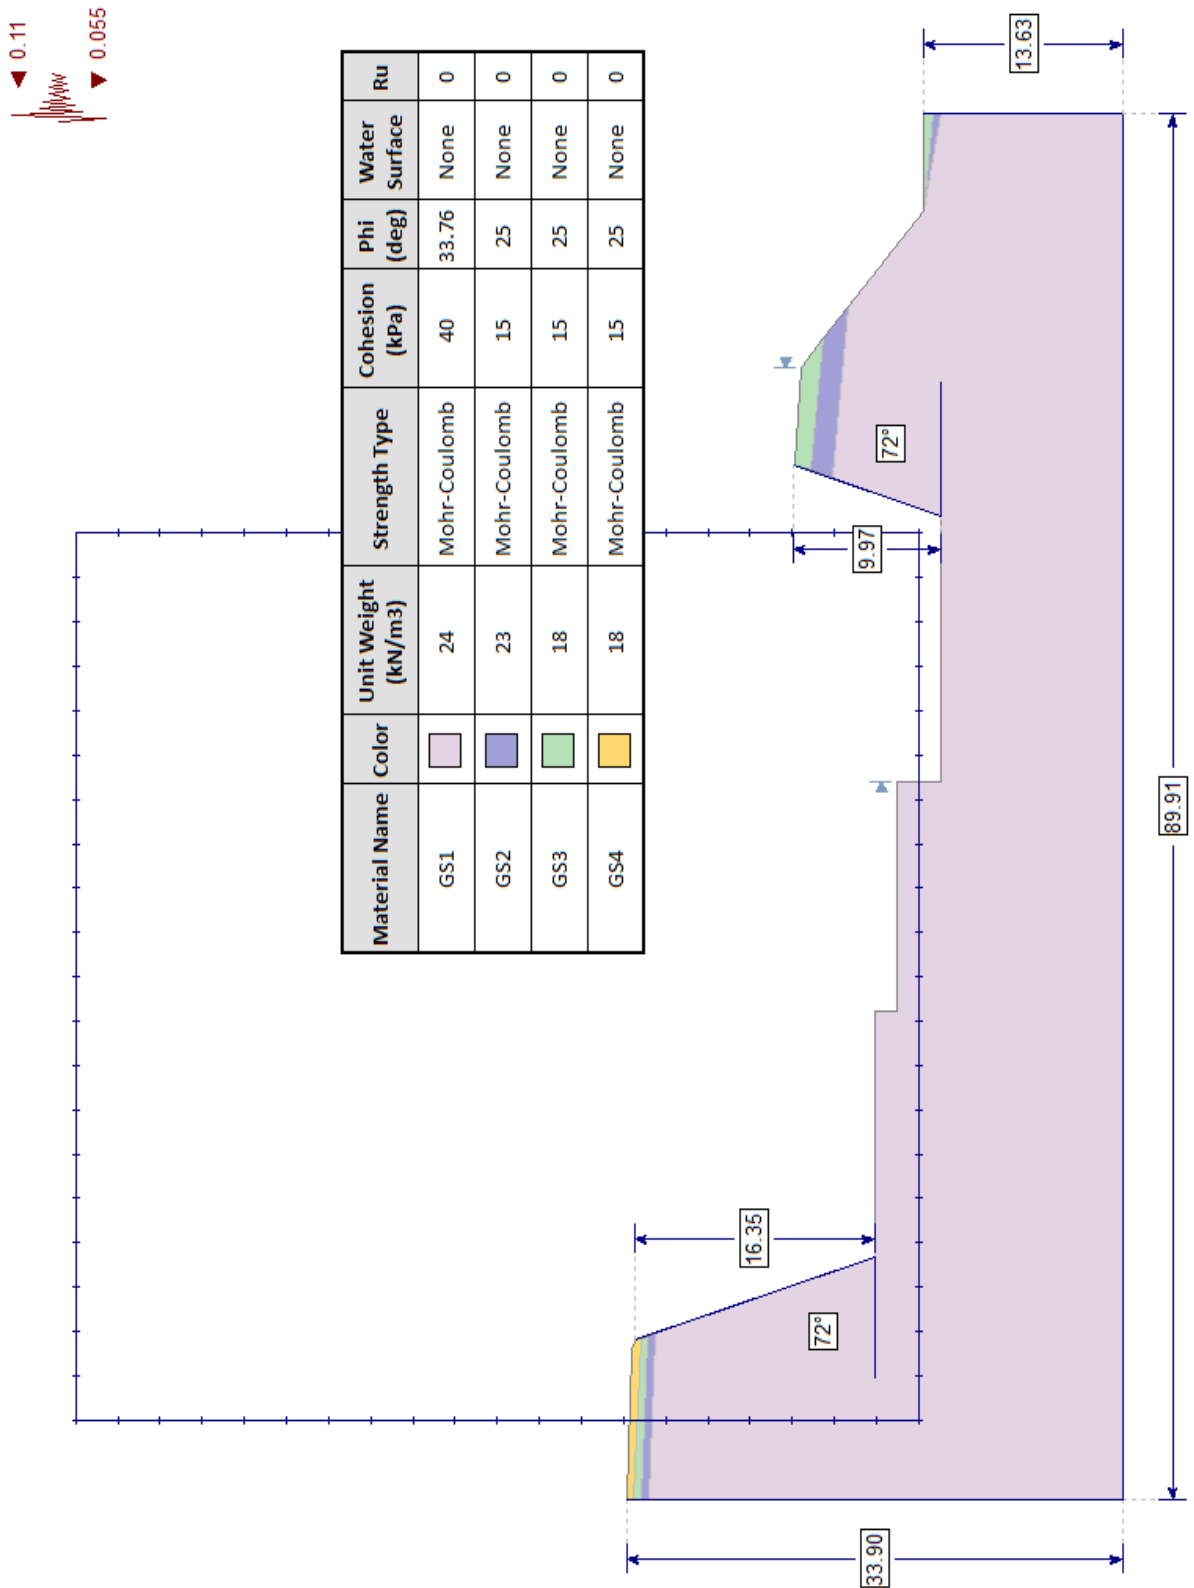 ◄ 0.11
▼ 0.055
Material Name Color Unit Weight (kN/m3) Strength Type Cohesion (kPa) Phi (deg) Water Surface Ru
GS1 24 Mohr-Coulomb 40 33.76 None 0
GS2 23 Mohr-Coulomb 15 25 None 0
GS3 18 Mohr-Coulomb 15 25 None 0
GS4 18 Mohr-Coulomb 15 25 None 0
33.90
16.35
72°
9.97
72°
13.63
89.91